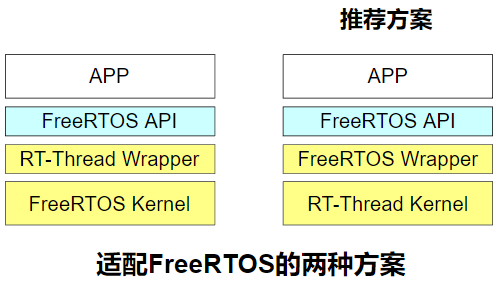 推荐方案
APP
APP
FreeRTOS API
FreeRTOS API
RT-Thread Wrapper
FreeRTOS Wrapper
FreeRTOS Kernel
RT-Thread Kernel
适配FreeRTOS的两种方案